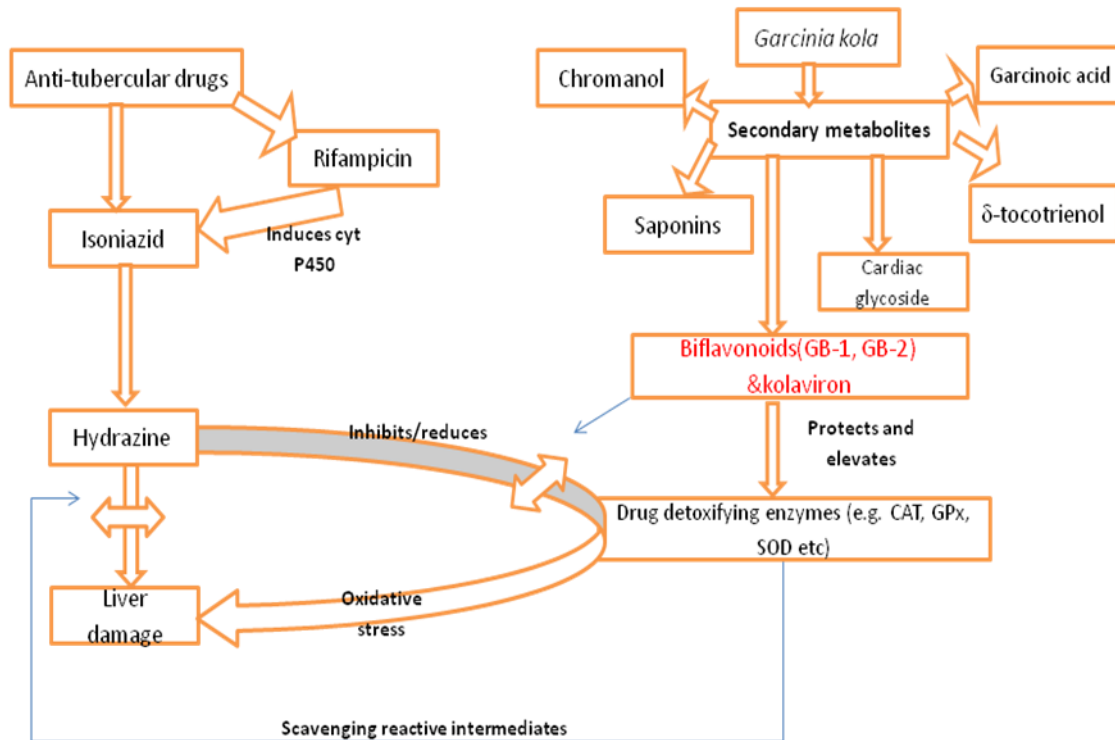 Garcinia kola
Anti-tubercular drugs
Chromanol
Garcinoic acid
Secondary metabolites
Rifampicin
δ-tocotrienol
Saponins
Isoniazid
Induces cyt
P450
Cardiac
glycoside
Biflavonoids(GB-1, GB-2)
&kolaviron
Hydrazine
Inhibits/reduces
Protects and
elevates
Drug detoxifying enzymes (e.g. CAT, GPx,
SOD etc)
Liver
damage
Oxidative
stress
Scavenging reactive intermediates